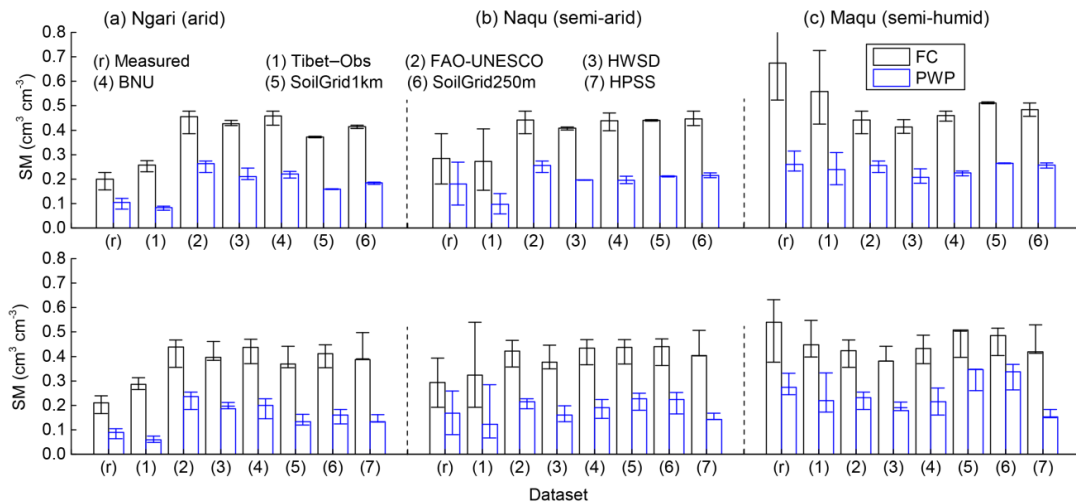 (a) Ngari (arid) (b) Naqu (semi-arid) (c) Maqu (semi-humid)
0.8
0.7
0.6
0.5
0.4
0.3
0.2
0.1
0.0
SM (cm³ cm⁻³)
(r) Measured (1) Tibet–Obs (2) FAO-UNESCO (3) HWSD
(4) BNU (5) SoilGrid1km (6) SoilGrid250m (7) HPSS
FC
PWP
(r) (1) (2) (3) (4) (5) (6) (r) (1) (2) (3) (4) (5) (6) (r) (1) (2) (3) (4) (5) (6)
0.8
0.7
0.6
0.5
0.4
0.3
0.2
0.1
0.0
SM (cm³ cm⁻³)
(r) (1) (2) (3) (4) (5) (6) (7) (r) (1) (2) (3) (4) (5) (6) (7) (r) (1) (2) (3) (4) (5) (6) (7)
Dataset